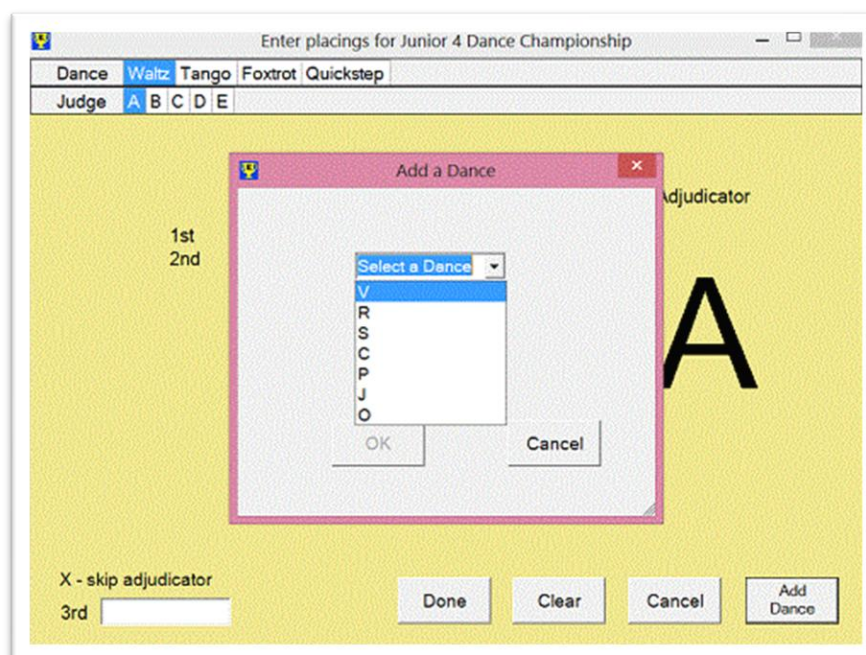 Enter placings for Junior 4 Dance Championship
Dance Waltz Tango Foxtrot Quickstep
Judge A B C D E
Add a Dance
Adjudicator
1st
2nd
Select a Dance
V
R
S
C
P
J
O
A
OK Cancel
X - skip adjudicator
3rd
Done Clear Cancel Add Dance